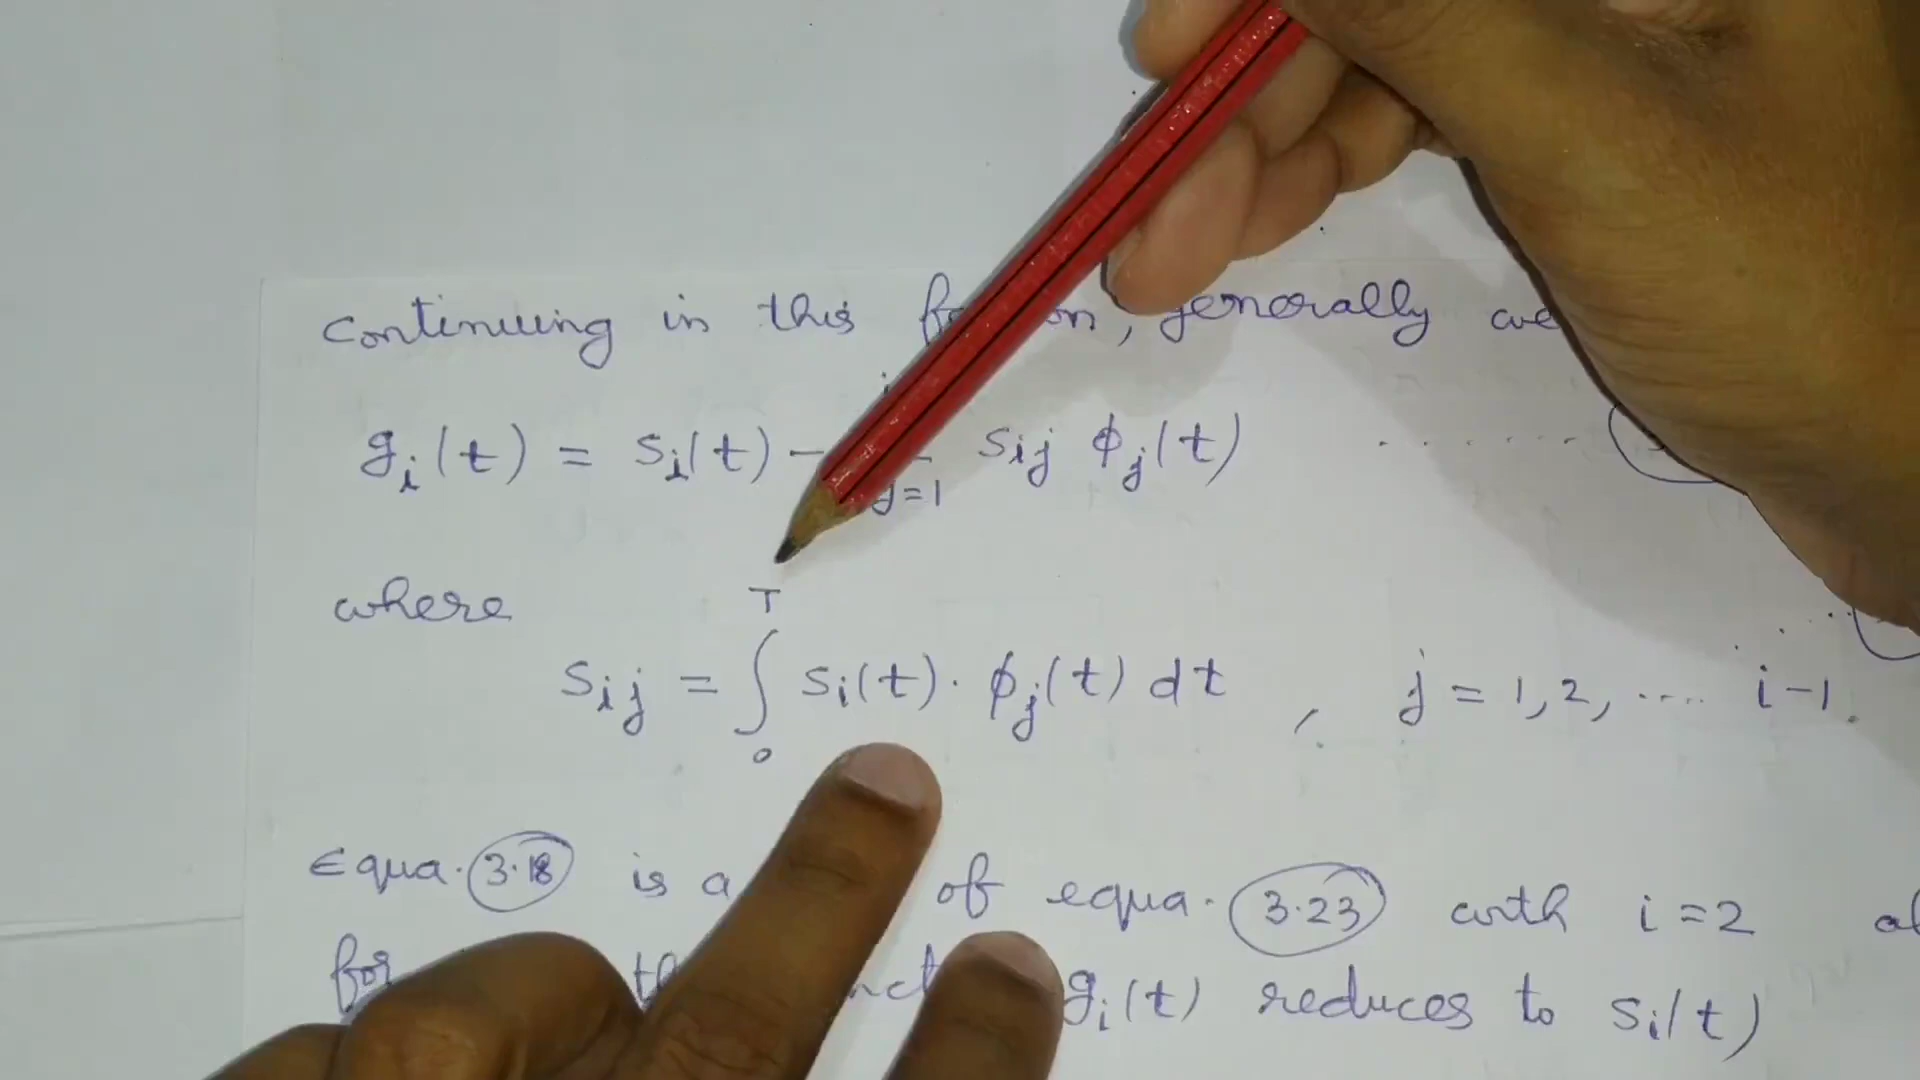 continuing in this generally we
gi(t) = si(t) - j=1 sij ϕj(t) ......
where
sij = ∫₀ᵀ si(t) · ϕj(t) dt , j = 1, 2, .... i-1.
Equa. 3.18 is a of equa. 3.23 with i = 2
for gi(t) reduces to si(t)